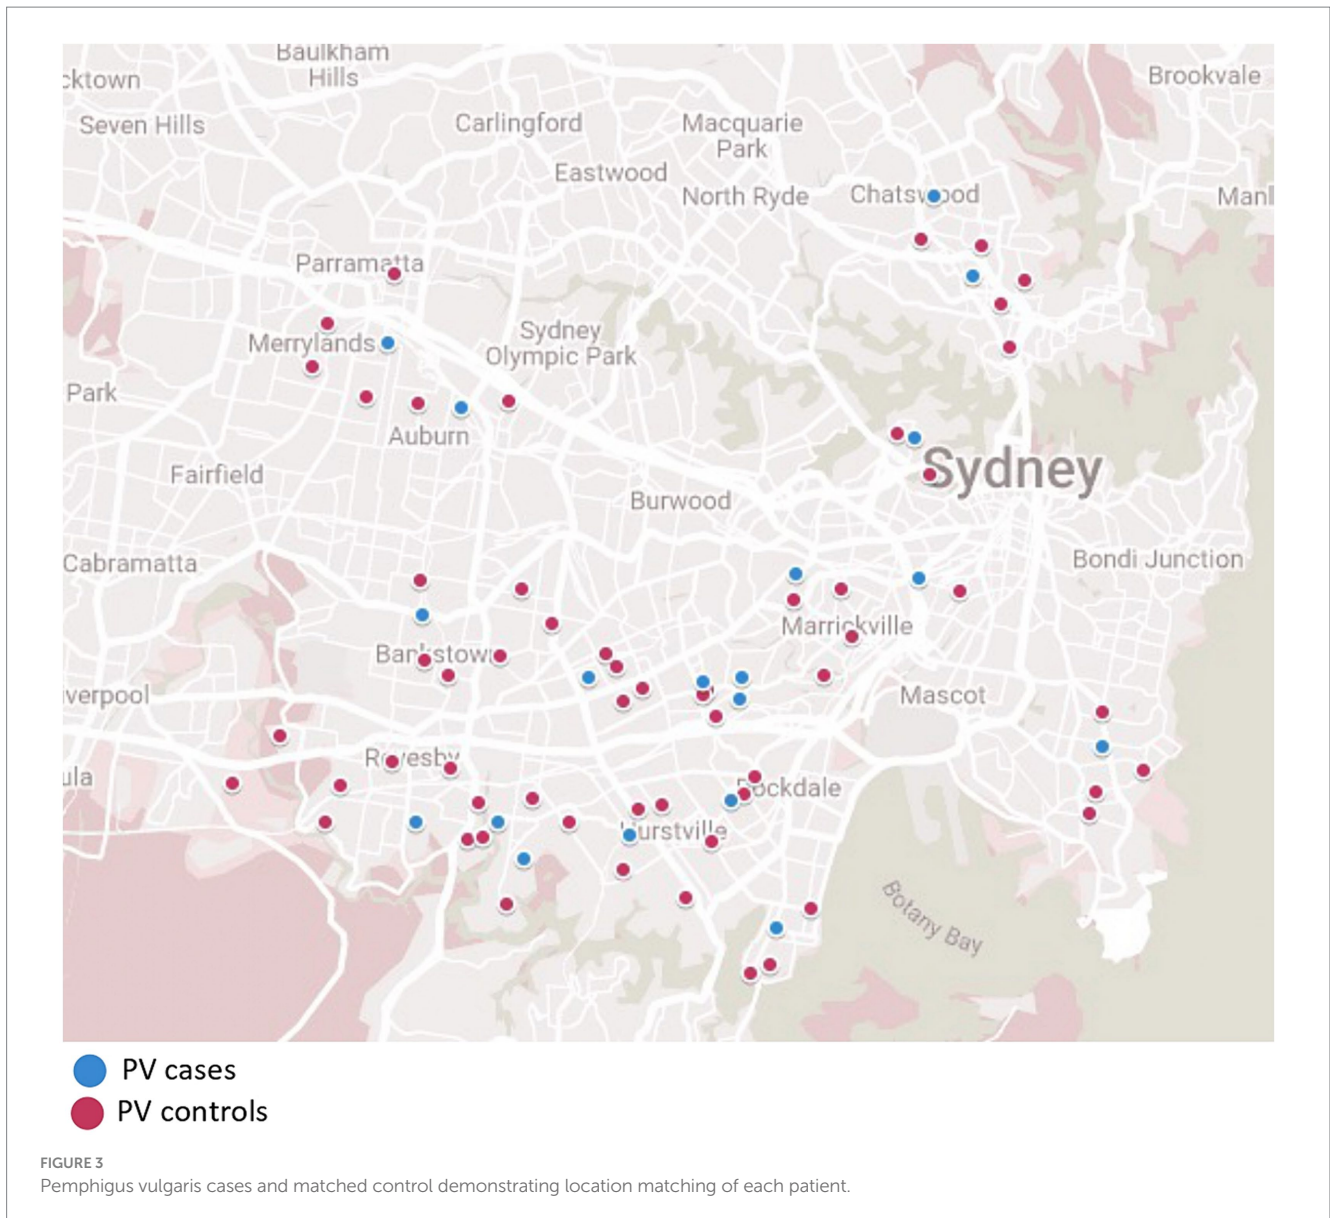 Baulkham
Hills
cktown
Brookvale
Seven Hills
Carlingford
Macquarie
Park
Eastwood
North Ryde
Chatswood
Manl
Parramatta
Merrylands
Sydney
Olympic Park
Park
Auburn
Sydney
Fairfield
Burwood
Cabramatta
Bondi Junction
Marrickville
Bankstown
verpool
Mascot
Revesby
ula
Rockdale
Hurstville
Botany Bay
PV cases
PV controls
FIGURE 3
Pemphigus vulgaris cases and matched control demonstrating location matching of each patient.